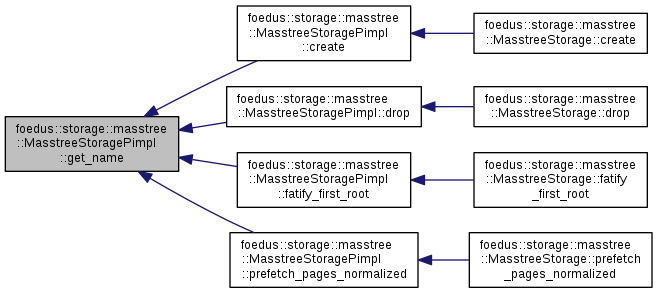 foedus::storage::masstree
::MasstreeStoragePimpl
::get_name
foedus::storage::masstree
::MasstreeStoragePimpl
::create
foedus::storage::masstree
::MasstreeStorage::create
foedus::storage::masstree
::MasstreeStoragePimpl::drop
foedus::storage::masstree
::MasstreeStorage::drop
foedus::storage::masstree
::MasstreeStoragePimpl
::fatify_first_root
foedus::storage::masstree
::MasstreeStorage::fatify
_first_root
foedus::storage::masstree
::MasstreeStoragePimpl
::prefetch_pages_normalized
foedus::storage::masstree
::MasstreeStorage::prefetch
_pages_normalized